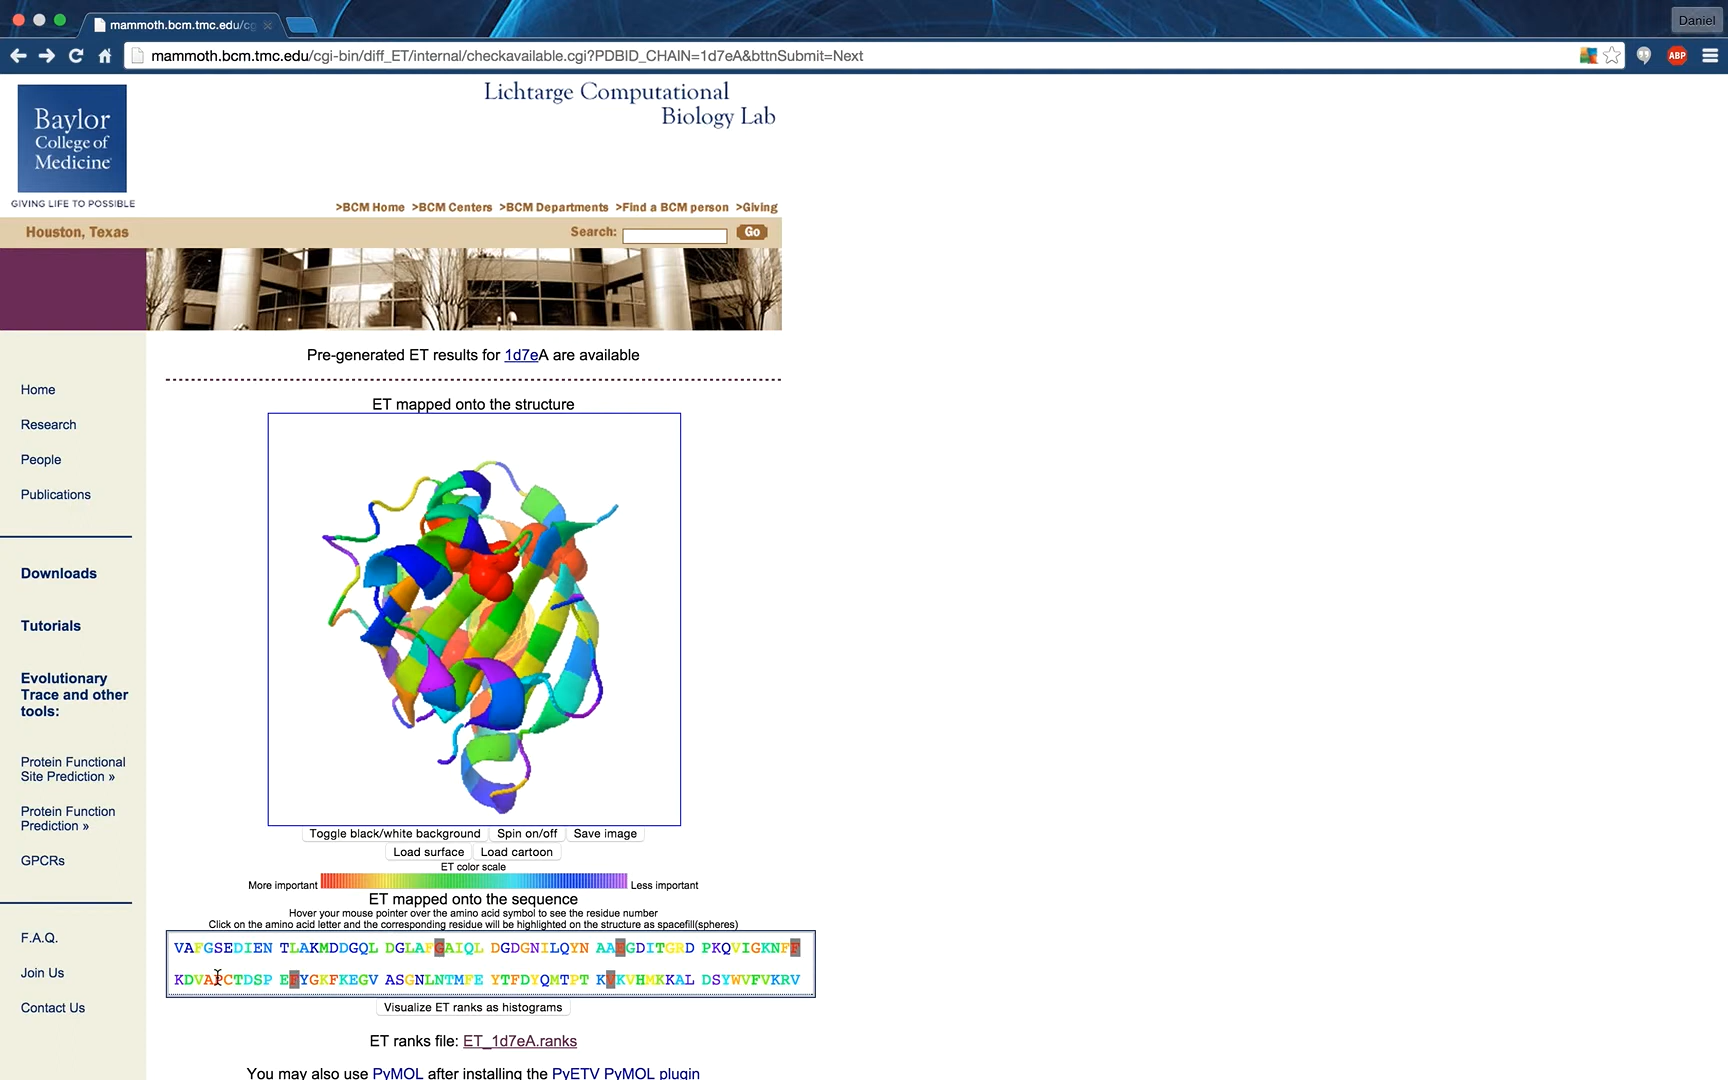 mammoth.bcm.tmc.edu/cg
Daniel
mammoth.bcm.tmc.edu/cgi-bin/diff_ET/internal/checkavailable.cgi?PDBID_CHAIN=1d7eA&bttnSubmit=Next
ABP
Lichtarge Computational
Biology Lab
Baylor
College of
Medicine
GIVING LIFE TO POSSIBLE
>BCM Home >BCM Centers >BCM Departments >Find a BCM person >Giving
Houston, Texas
Search:
Go
Pre-generated ET results for 1d7eA are available
Home
Research
People
Publications
Downloads
Tutorials
Evolutionary
Trace and other
tools:
Protein Functional
Site Prediction »
Protein Function
Prediction »
GPCRs
F.A.Q.
Join Us
Contact Us
ET mapped onto the structure
Toggle black/white background
Spin on/off
Save image
Load surface
Load cartoon
ET color scale
More important
Less important
ET mapped onto the sequence
Hover your mouse pointer over the amino acid symbol to see the residue number
Click on the amino acid letter and the corresponding residue will be highlighted on the structure as spacefill(spheres)
VAFGSEDIEN TLAKMDDGQL DGLAFGAIQL DGDGNILQYN AAEGDITGRD PKQVIGKNFF
KDVAPCTDSP EFYGKFKEGV ASGNLNTMFE YTFDYQMTPT KVKVHMKKAL DSYWVFVKRV
Visualize ET ranks as histograms
ET ranks file: ET_1d7eA.ranks
You may also use PyMOL after installing the PyETV PyMOL plugin